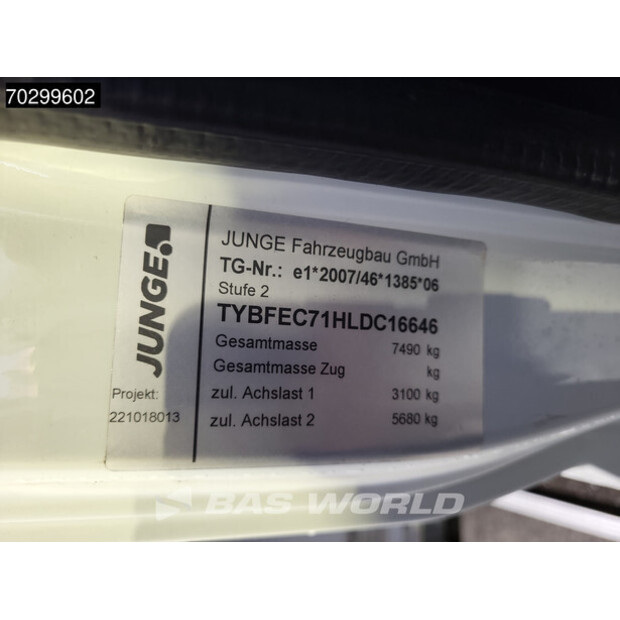 70299602
JUNGE
JUNGE Fahrzeugbau GmbH
TG-Nr.: e1*2007/46*1385*06
Stufe 2
TYBFEC71HLDC16646
Gesamtmasse 7490 kg
Gesamtmasse Zug kg
zul. Achslast 1 3100 kg
zul. Achslast 2 5680 kg
Projekt:
221018013
BAS WORLD